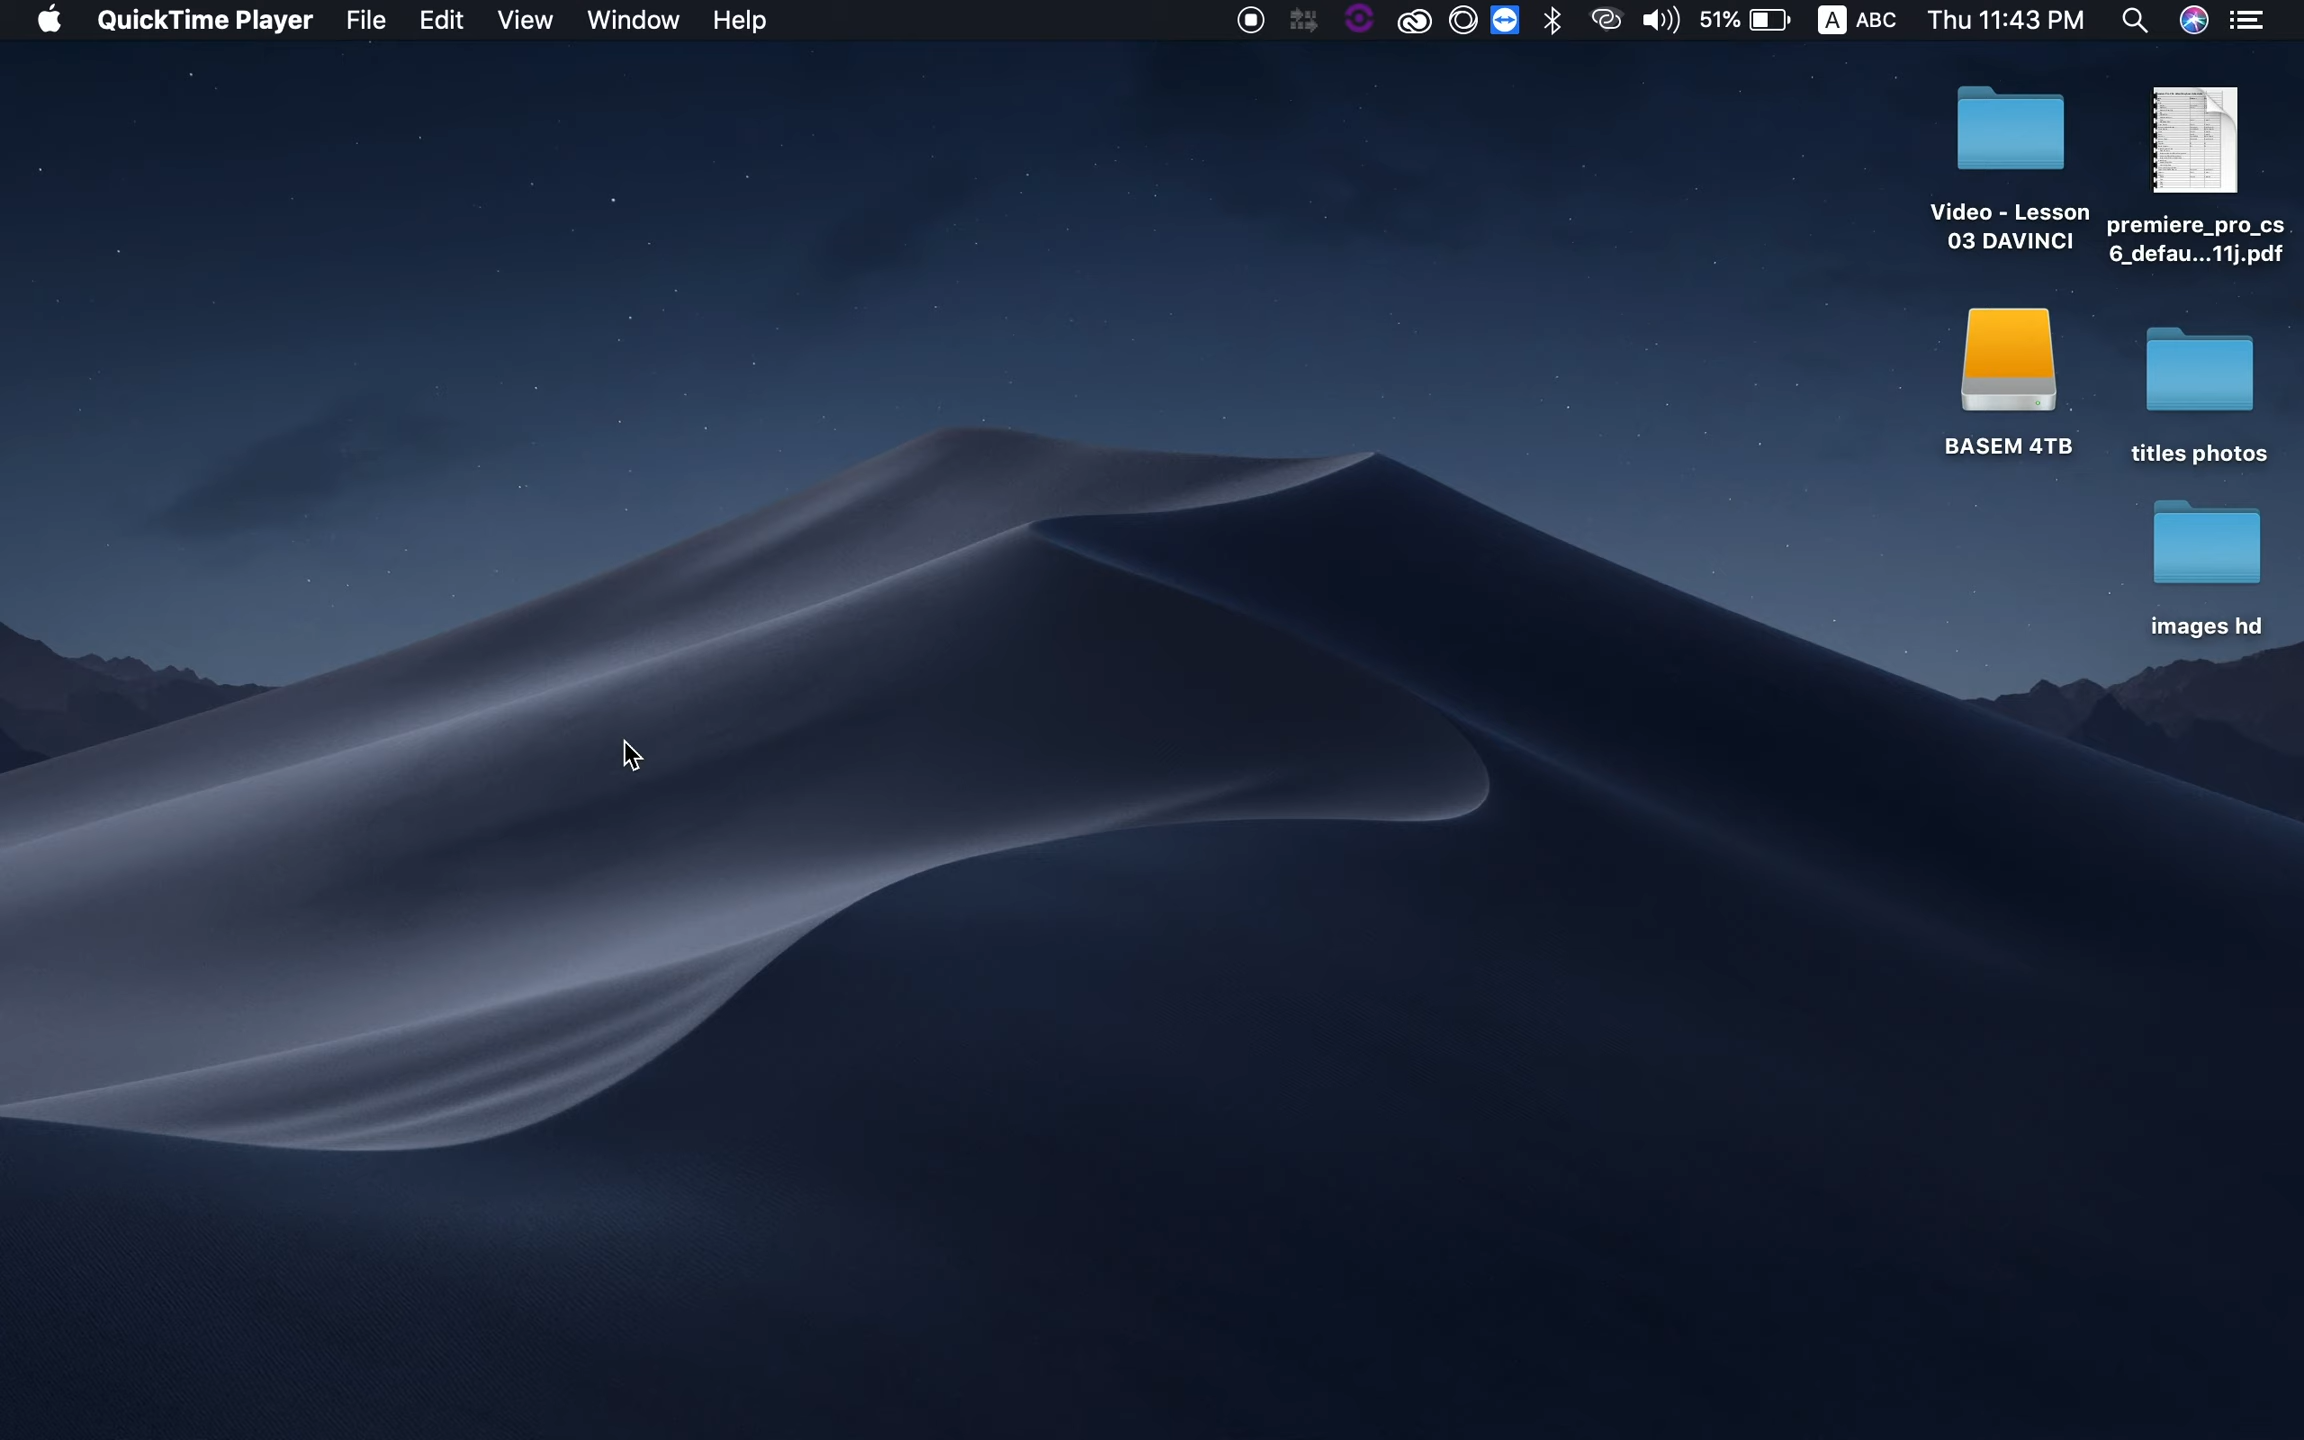 QuickTime Player File Edit View Window Help 51% A ABC Thu 11:43 PM
Video - Lesson
03 DAVINCI
premiere_pro_cs
6_defau...11j.pdf
BASEM 4TB
titles photos
images hd